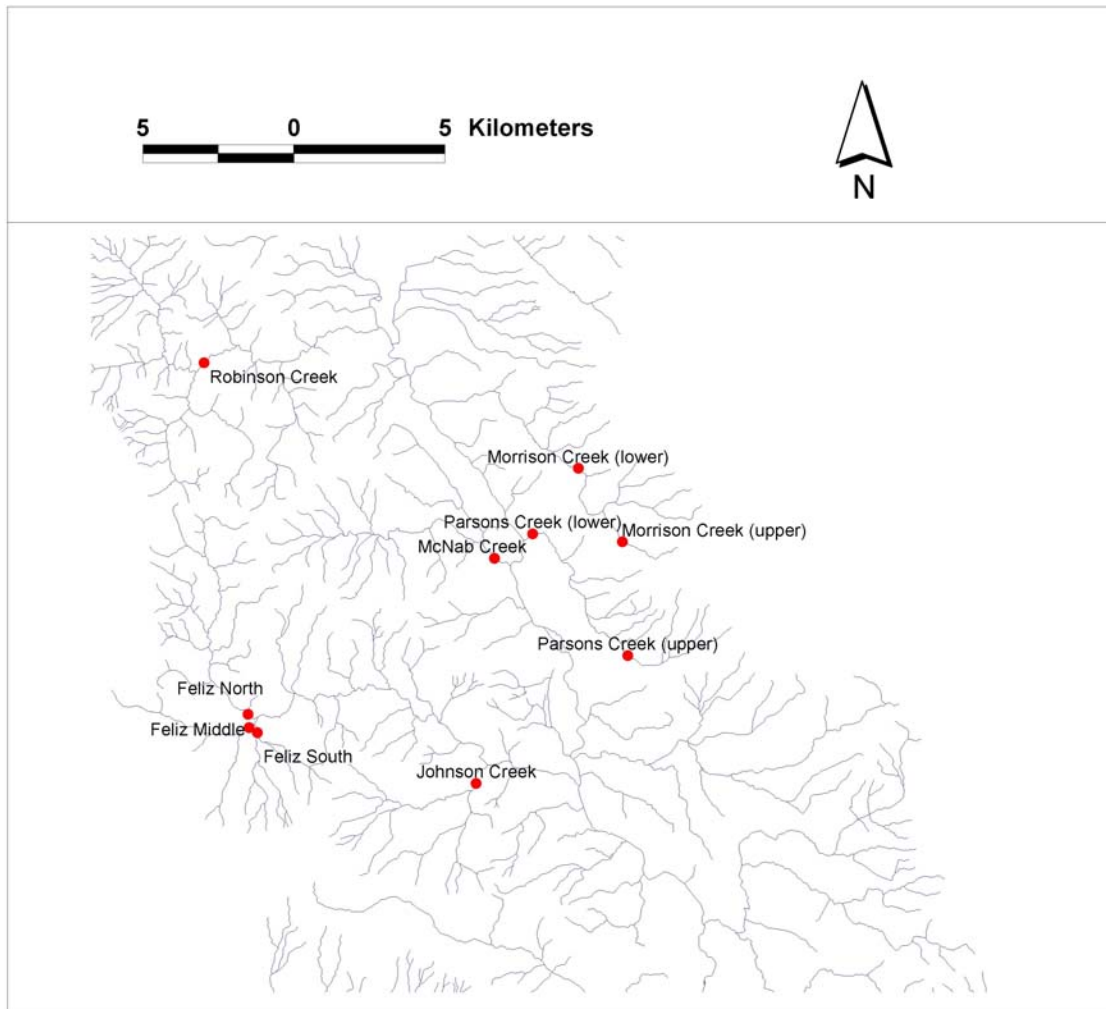 5 0 5 Kilometers
N
Robinson Creek
Morrison Creek (lower)
Parsons Creek (lower)
Morrison Creek (upper)
McNab Creek
Parsons Creek (upper)
Feliz North
Feliz Middle
Feliz South
Johnson Creek